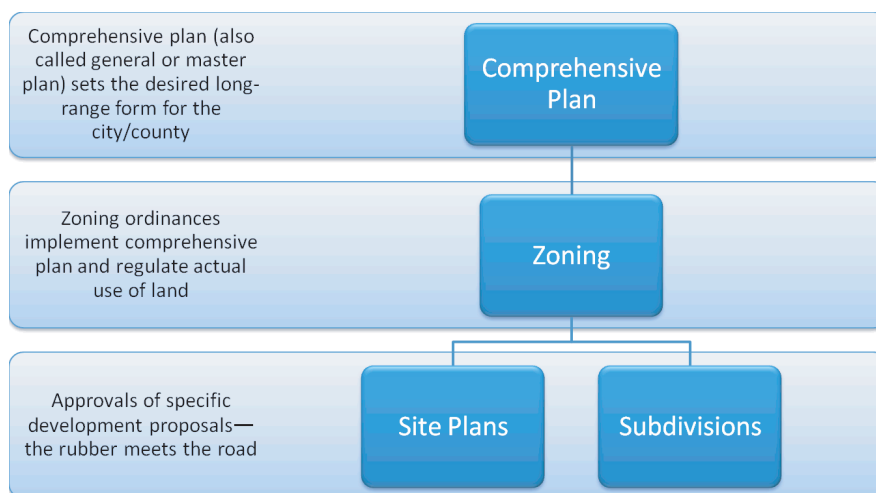 Comprehensive plan (also
called general or master
plan) sets the desired long-
range form for the
city/county
Comprehensive
Plan
Zoning ordinances
implement comprehensive
plan and regulate actual
use of land
Zoning
Approvals of specific
development proposals—
the rubber meets the road
Site Plans
Subdivisions